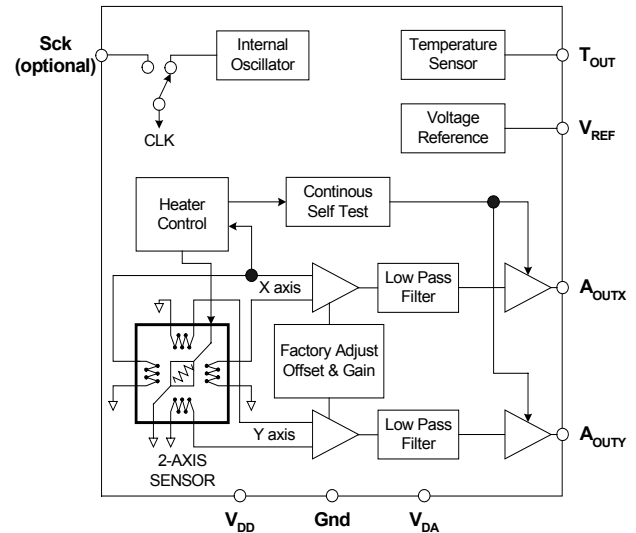 Sck
(optional)
Internal
Oscillator
CLK
Temperature
Sensor
TOUT
Voltage
Reference
VREF
Heater
Control
Continous
Self Test
X axis
Low Pass
Filter
AOUTX
Factory Adjust
Offset & Gain
Y axis
Low Pass
Filter
AOUTY
2-AXIS
SENSOR
VDD
Gnd
VDA